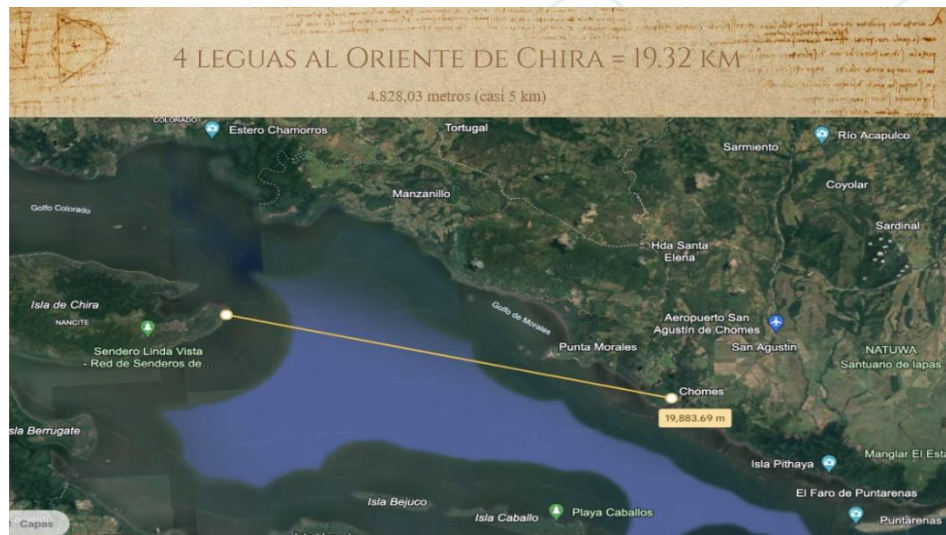 4 LEGUAS AL ORIENTE DE CHIRA = 19.32 KM
4.828,03 metros (casi 5 km)
COLORADO
Estero Chamorros
Tortugal
Río Acapulco
Sarmiento
Coyolar
Manzanillo
Golfo Colorado
Sardinal
Hda Santa
Elena
Isla de Chira
NANCITE
Golfo de Morales
Aeropuerto San
Agustín de Chomes
Sendero Linda Vista
- Red de Senderos de...
Punta Morales
San Agustin
NATUWA
Santuario de lapas
Chomes
19,883.69 m
sla Berrugate
Manglar El Est
Isla Pithaya
El Faro de Puntarenas
Isla Bejuco
Isla Caballo
Playa Caballos
Puntarenas
Capas